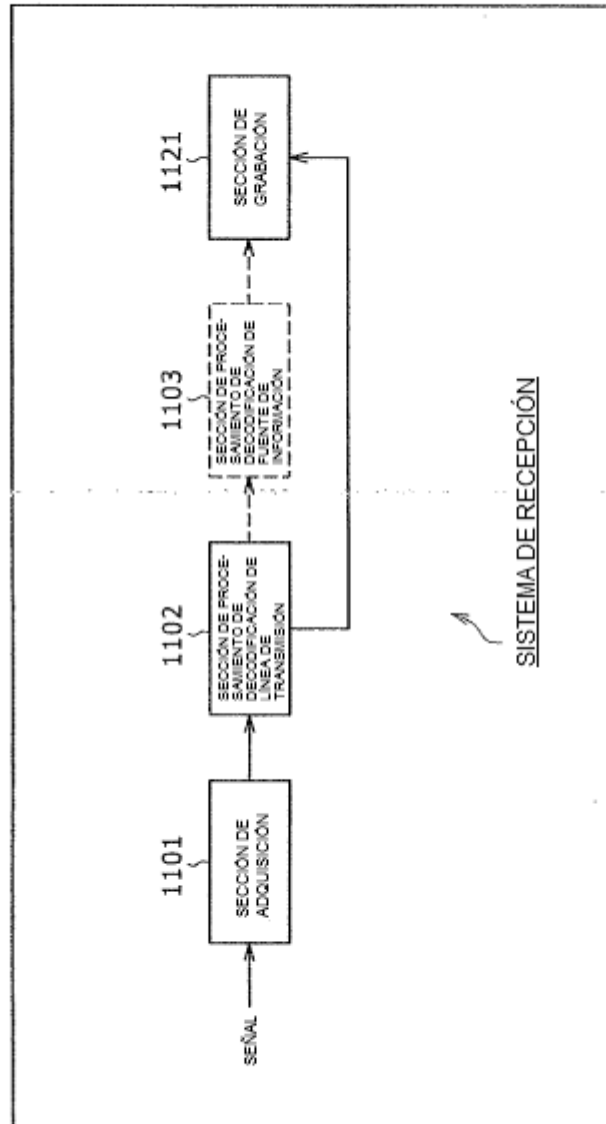 SEÑAL
1101
SECCIÓN DE
ADQUISICIÓN
1102
SECCIÓN DE PROCE-
SAMIENTO DE
DECODIFICACIÓN DE
LÍNEA DE
TRANSMISIÓN
1103
SECCIÓN DE PROCE-
SAMIENTO DE
DECODIFICACIÓN DE
FUENTE DE
INFORMACIÓN
1121
SECCIÓN DE
GRABACIÓN
SISTEMA DE RECEPCIÓN